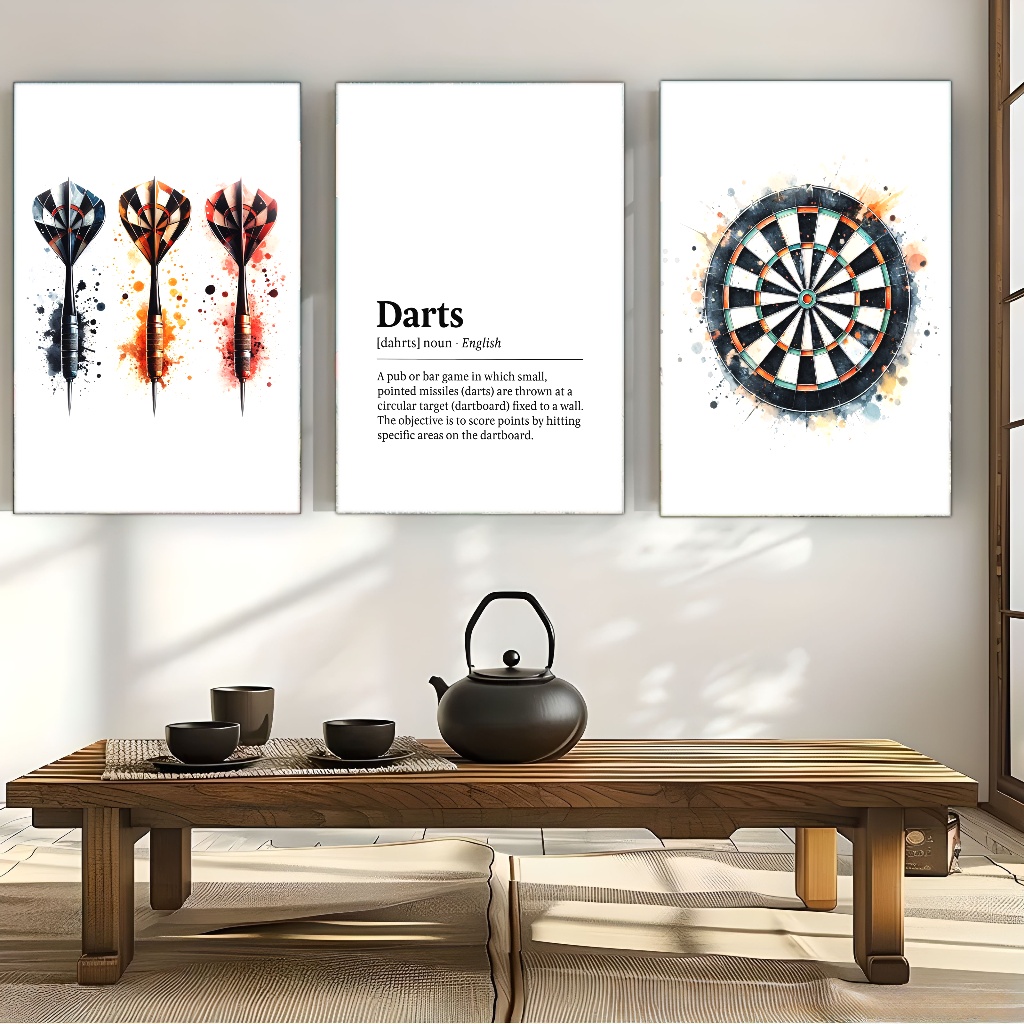 Darts
[dahrts] noun · English
A pub or bar game in which small,
pointed missiles (darts) are thrown at a
circular target (dartboard) fixed to a wall.
The objective is to score points by hitting
specific areas on the dartboard.